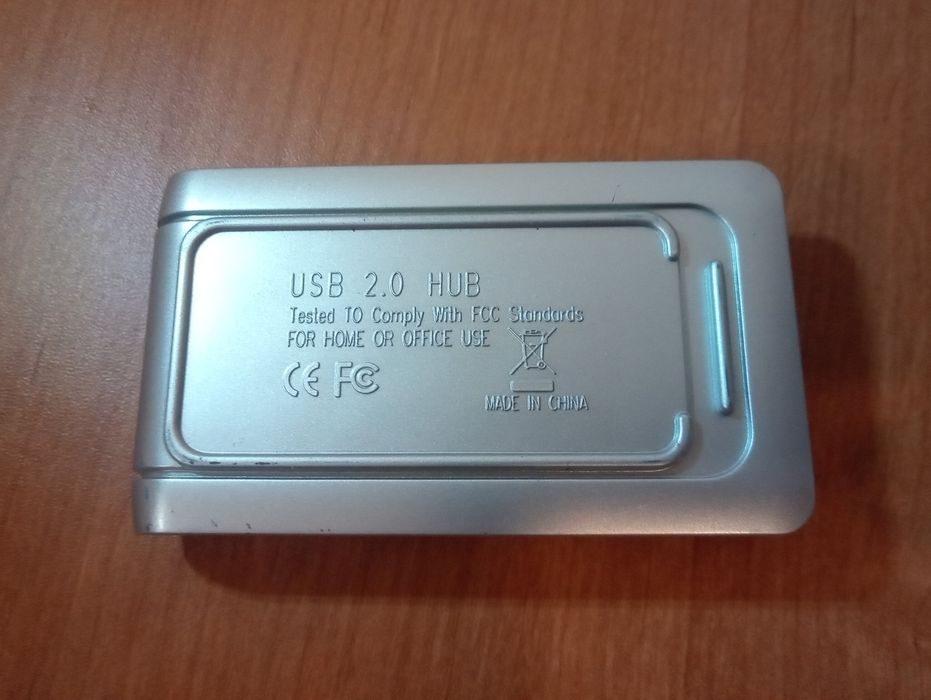 USB 2.0 HUB
Tested TO Comply With FCC Standards
FOR HOME OR OFFICE USE
CE FC
MADE IN CHINA